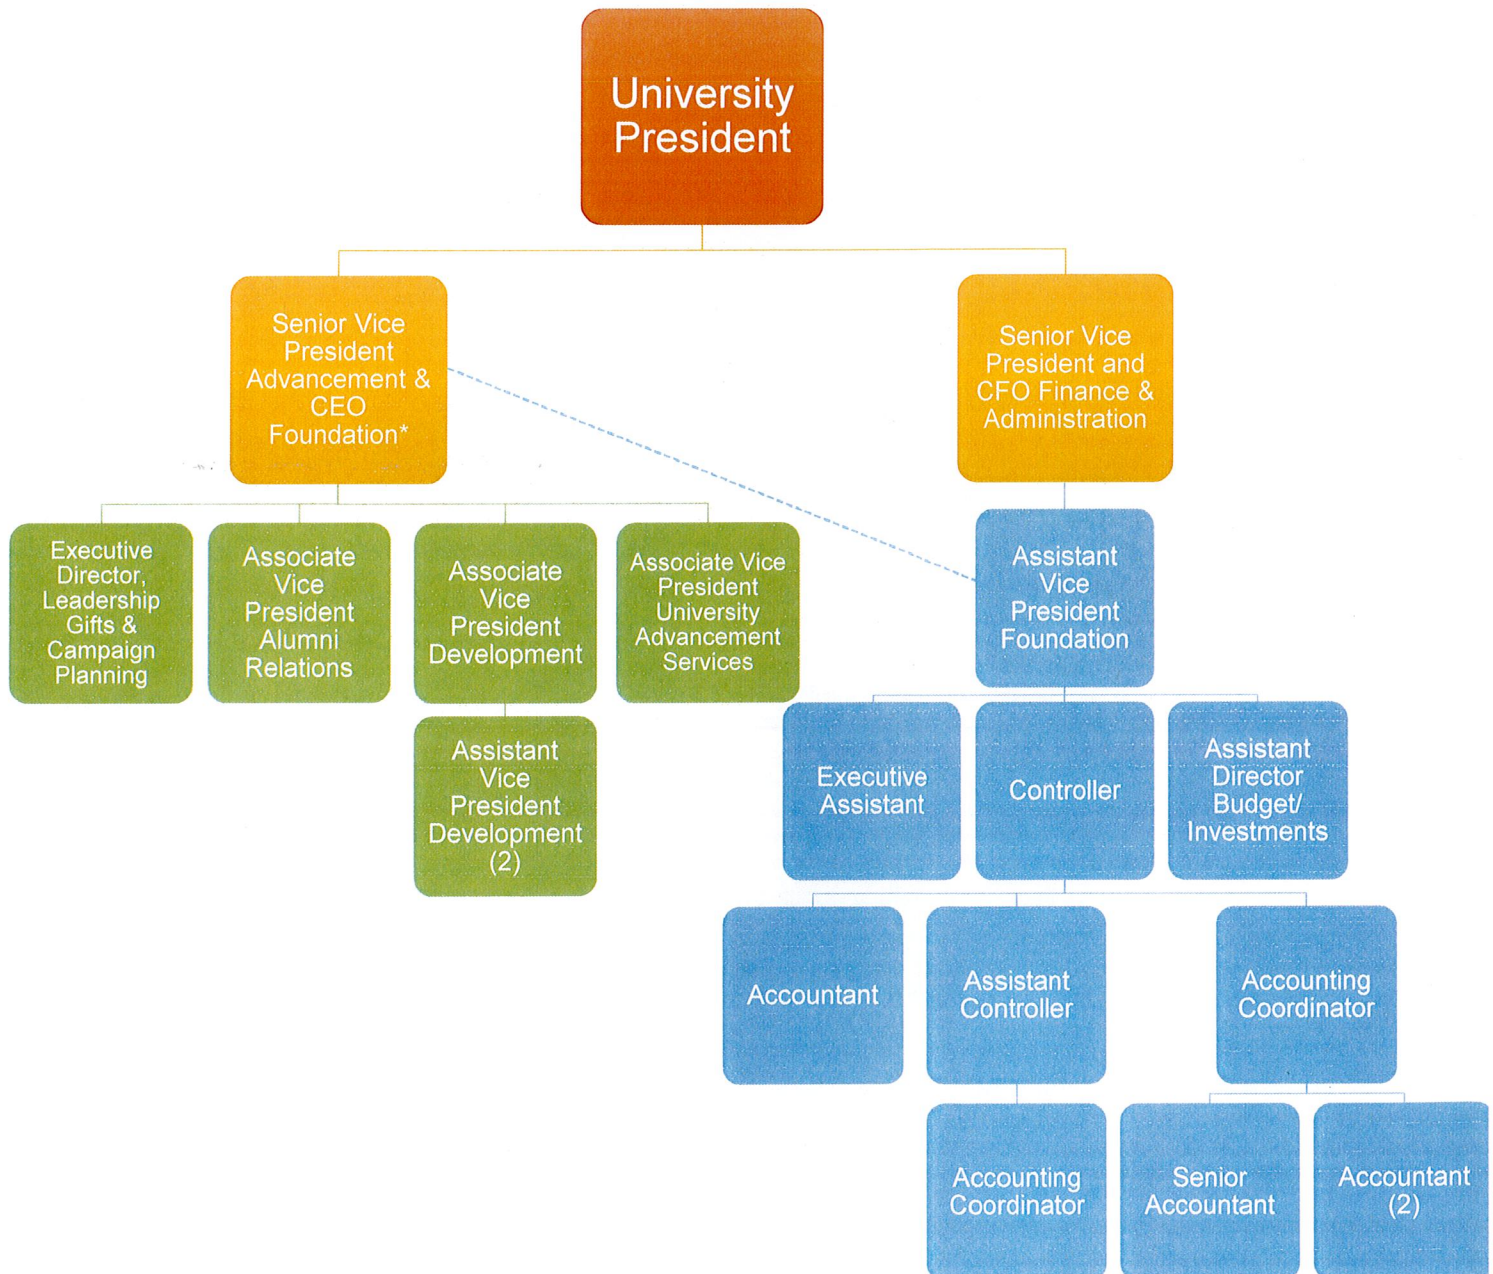 University
President
Senior Vice
President
Advancement &
CEO
Foundation*
Senior Vice
President and
CFO Finance &
Administration
Executive
Director,
Leadership
Gifts &
Campaign
Planning
Associate
Vice
President
Alumni
Relations
Associate
Vice
President
Development
Associate Vice
President
University
Advancement
Services
Assistant
Vice
President
Foundation
Assistant
Vice
President
Development
(2)
Executive
Assistant
Controller
Assistant
Director
Budget/
Investments
Accountant
Assistant
Controller
Accounting
Coordinator
Accounting
Coordinator
Senior
Accountant
Accountant
(2)